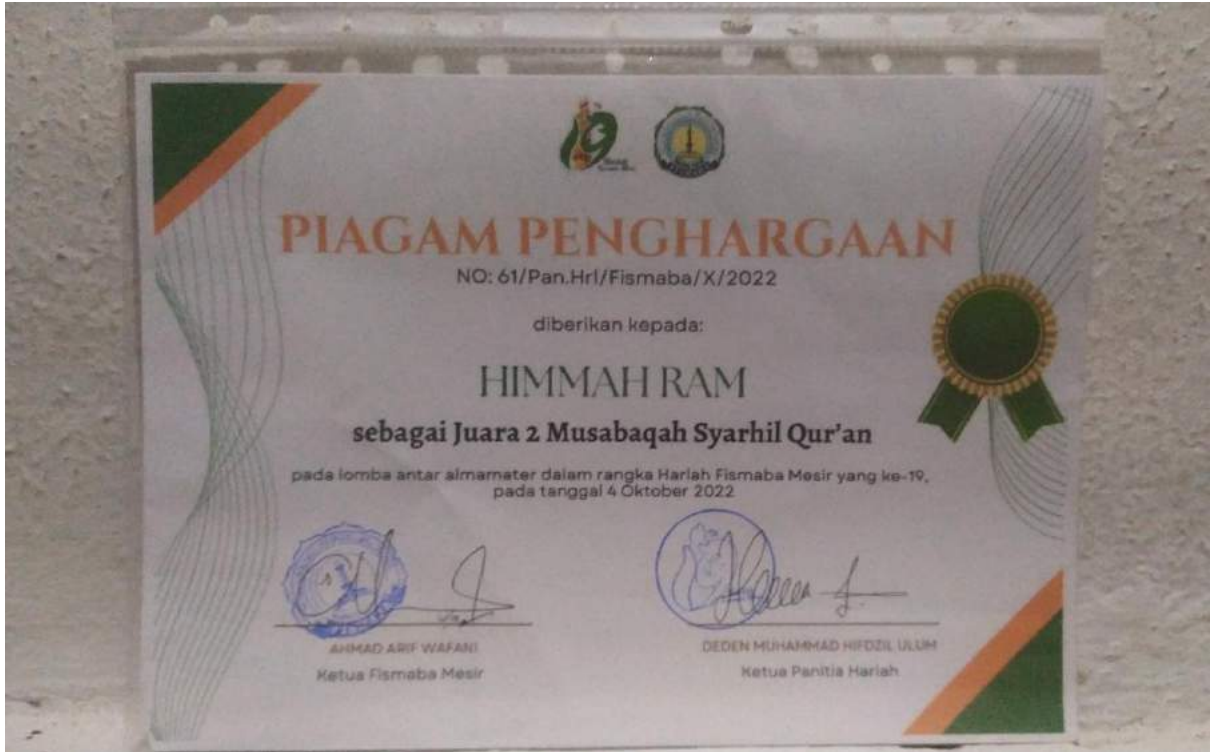 19
PIAGAM PENGHARGAAN
NO: 61/Pan.Hrl/Fismaba/X/2022
diberikan kepada:
HIMMAH RAM
sebagai Juara 2 Musabaqah Syarhil Qur'an
pada lomba antar almamater dalam rangka Harlah Fismaba Mesir yang ke-19,
pada tanggal 4 Oktober 2022
AHMAD ARIF WAFANI
Ketua Fismaba Mesir
DEDEN MUHAMMAD HIFDZIL ULUM
Ketua Panitia Harlah